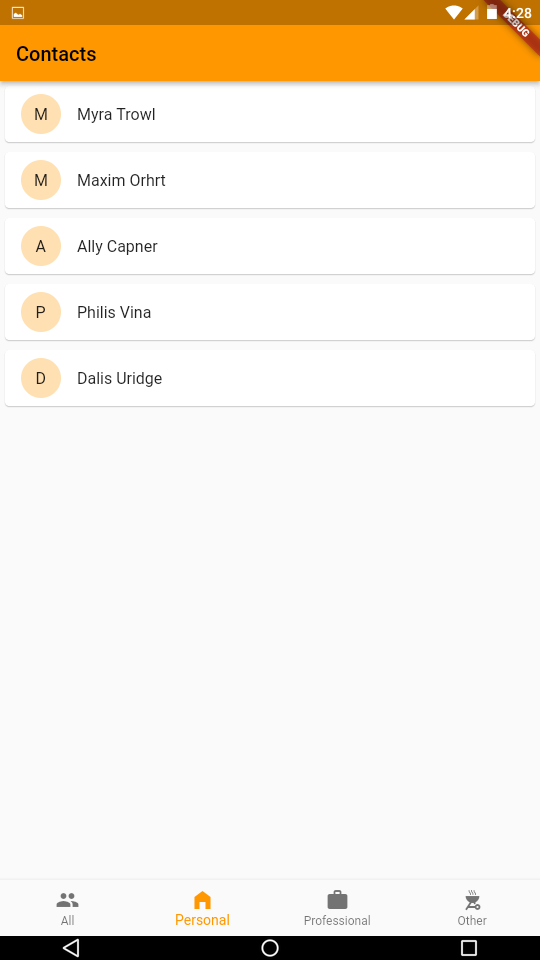 4:28
DEBUG
Contacts
M Myra Trowl
M Maxim Orhrt
A Ally Capner
P Philis Vina
D Dalis Uridge
All Personal Professional Other